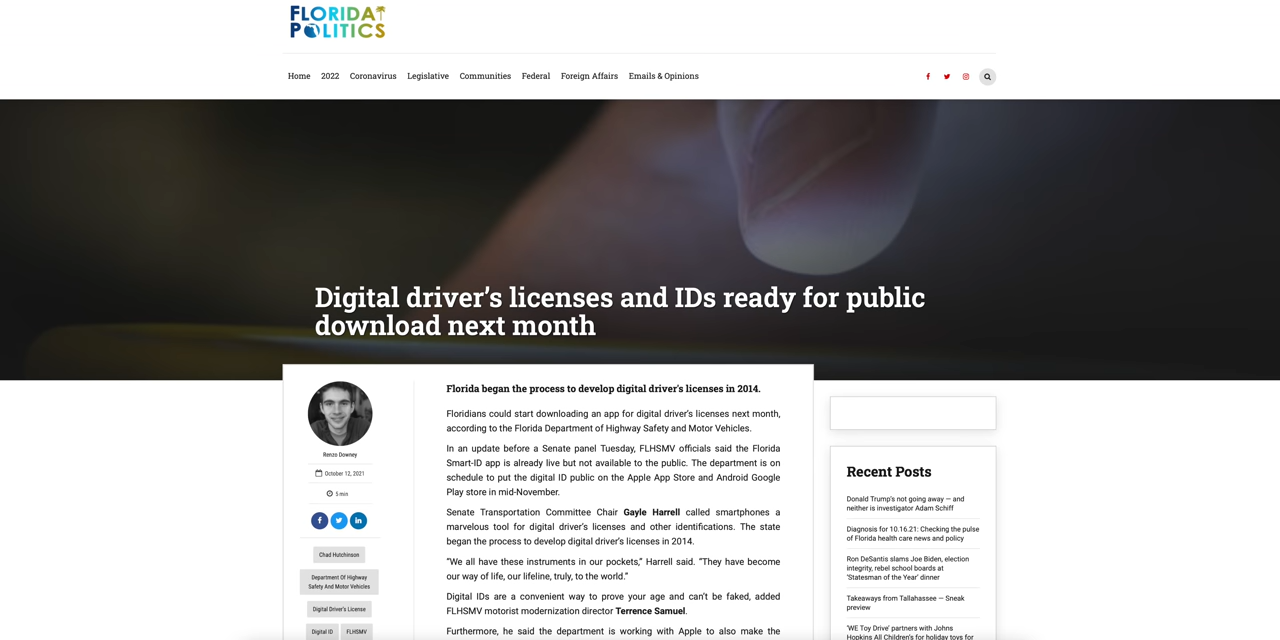 FLORIDA
POLITICS
Home 2022 Coronavirus Legislative Communities Federal Foreign Affairs Emails & Opinions
Digital driver’s licenses and IDs ready for public
download next month
Renzo Downey
October 12, 2021
5 min
Chad Hutchinson
Department Of Highway
Safety And Motor Vehicles
Digital Driver's License
Digital ID FLHSMV
Florida began the process to develop digital driver's licenses in 2014.
Floridians could start downloading an app for digital driver's licenses next month,
according to the Florida Department of Highway Safety and Motor Vehicles.
In an update before a Senate panel Tuesday, FLHSMV officials said the Florida
Smart-ID app is already live but not available to the public. The department is on
schedule to put the digital ID public on the Apple App Store and Android Google
Play store in mid-November.
Senate Transportation Committee Chair Gayle Harrell called smartphones a
marvelous tool for digital driver's licenses and other identifications. The state
began the process to develop digital driver's licenses in 2014.
“We all have these instruments in our pockets,” Harrell said. “They have become
our way of life, our lifeline, truly, to the world.”
Digital IDs are a convenient way to prove your age and can't be faked, added
FLHSMV motorist modernization director Terrence Samuel.
Furthermore, he said the department is working with Apple to also make the
Recent Posts
Donald Trump's not going away — and
neither is investigator Adam Schiff
Diagnosis for 10.16.21: Checking the pulse
of Florida health care news and policy
Ron DeSantis slams Joe Biden, election
integrity, rebel school boards at
‘Statesman of the Year’ dinner
Takeaways from Tallahassee — Sneak
preview
‘WE Toy Drive’ partners with Johns
Hopkins All Children's for holiday toys for